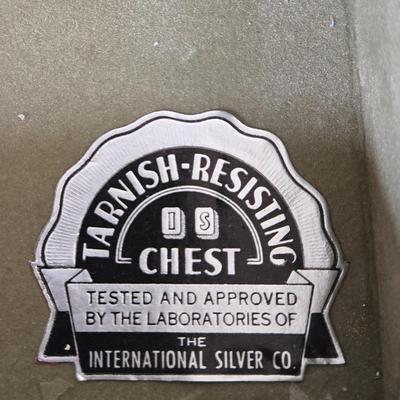 TARNISH-RESISTING
IS
CHEST
TESTED AND APPROVED
BY THE LABORATORIES OF
THE
INTERNATIONAL SILVER CO.